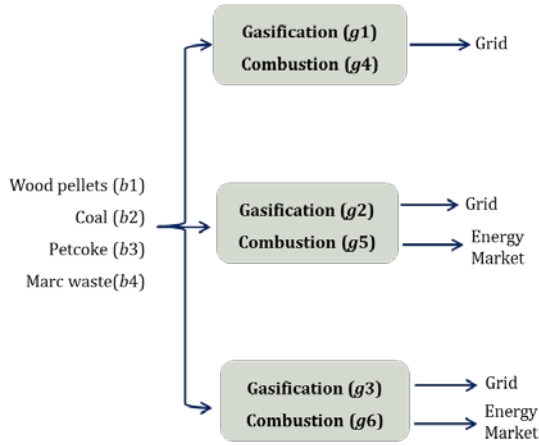 Gasification (g1)
Combustion (g4)
Grid
Wood pellets (b1)
Coal (b2)
Petcoke (b3)
Marc waste(b4)
Gasification (g2)
Combustion (g5)
Grid
Energy
Market
Gasification (g3)
Combustion (g6)
Grid
Energy
Market